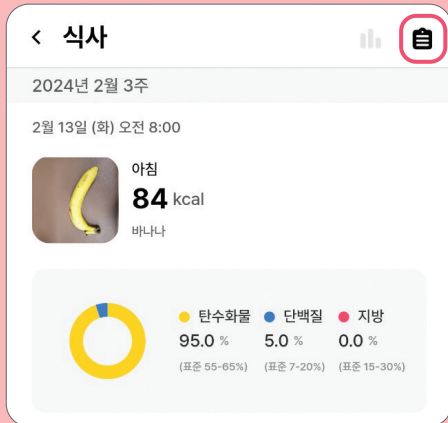 식사
2024년 2월 3주
2월 13일 (화) 오전 8:00
아침
84 kcal
바나나
탄수화물 단백질 지방
95.0 % 5.0 % 0.0 %
(표준 55-65%) (표준 7-20%) (표준 15-30%)